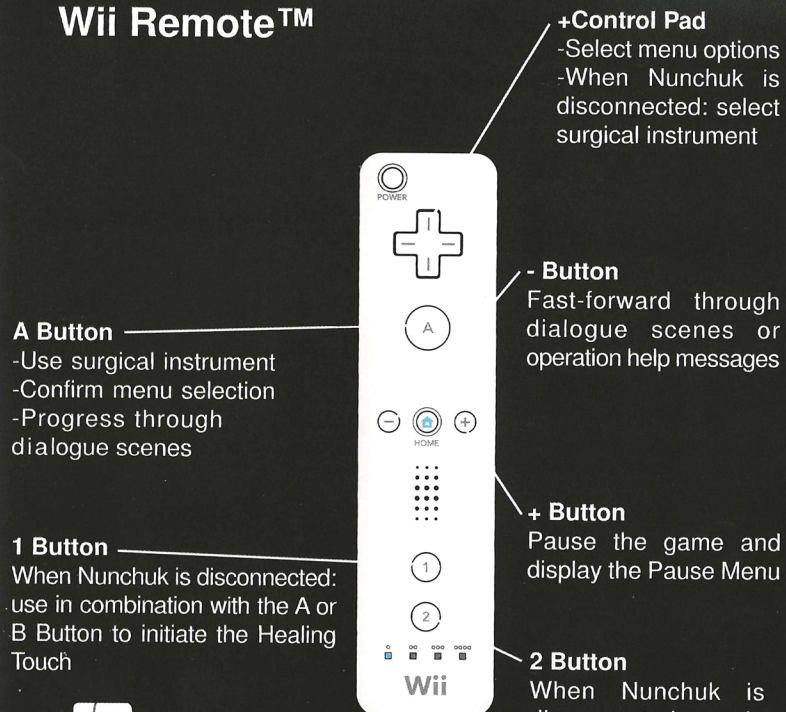 Wii Remote™
+Control Pad
-Select menu options
-When Nunchuk is
disconnected: select
surgical instrument
POWER
- Button
Fast-forward through
dialogue scenes or
operation help messages
A Button
-Use surgical instrument
-Confirm menu selection
-Progress through
dialogue scenes
A
HOME
+ Button
Pause the game and
display the Pause Menu
1 Button
When Nunchuk is disconnected:
use in combination with the A or
B Button to initiate the Healing
Touch
1
2
Wii
2 Button
When Nunchuk is